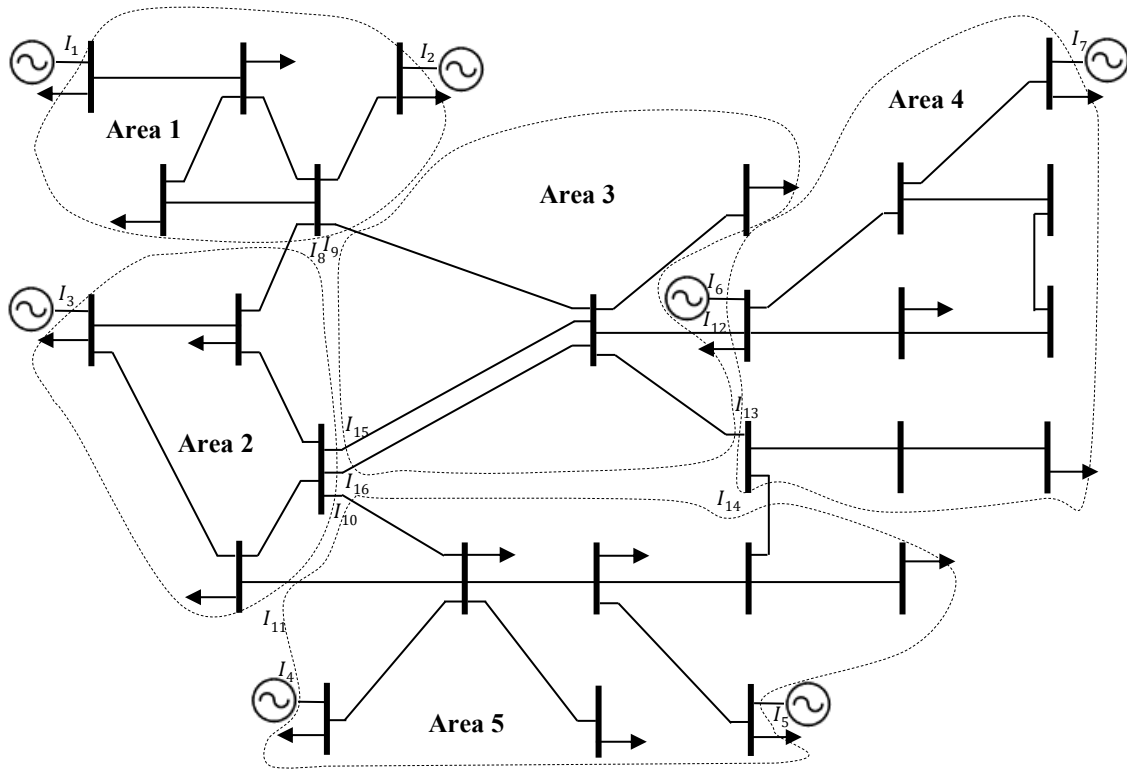 I₁
I₂
I₇
Area 4
Area 1
Area 3
I₈
I₉
I₃
I₆
I₁₂
I₁₃
I₁₅
Area 2
I₁₆
I₁₄
I₁₀
I₁₁
I₄
I₅
Area 5